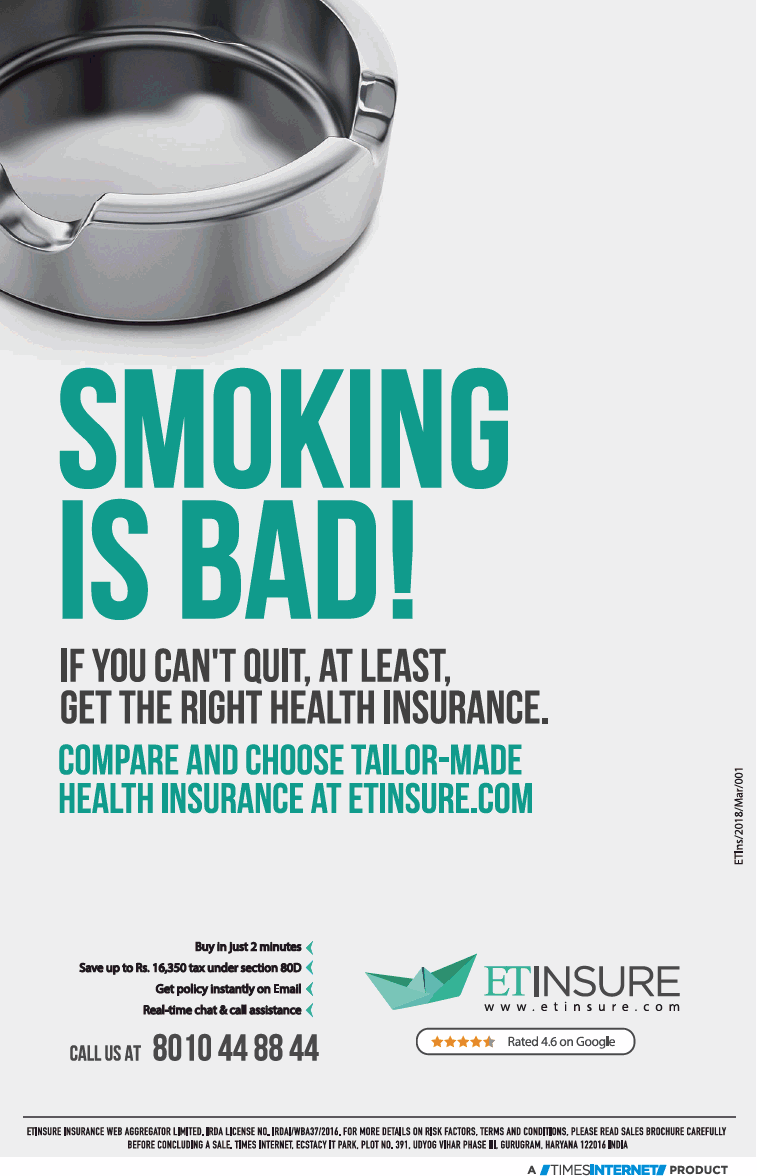 SMOKING
IS BAD!
IF YOU CAN'T QUIT, AT LEAST,
GET THE RIGHT HEALTH INSURANCE.
COMPARE AND CHOOSE TAILOR-MADE
HEALTH INSURANCE AT ETINSURE.COM
ETIns/2018/Mar/001
Buy in just 2 minutes
Save up to Rs. 16,350 tax under section 80D
Get policy instantly on Email
Real-time chat & call assistance
CALL US AT 8010 44 88 44
ETINSURE
www.etinsure.com
Rated 4.6 on Google
ETINSURE INSURANCE WEB AGGREGATOR LIMITED. IRDA LICENSE NO. IRDAI/WBA37/2016. FOR MORE DETAILS ON RISK FACTORS, TERMS AND CONDITIONS, PLEASE READ SALES BROCHURE CAREFULLY
BEFORE CONCLUDING A SALE. TIMES INTERNET, ECSTACY IT PARK, PLOT NO. 391, UDYOG VIHAR PHASE III, GURUGRAM, HARYANA 122016 INDIA
A TIMESINTERNET PRODUCT